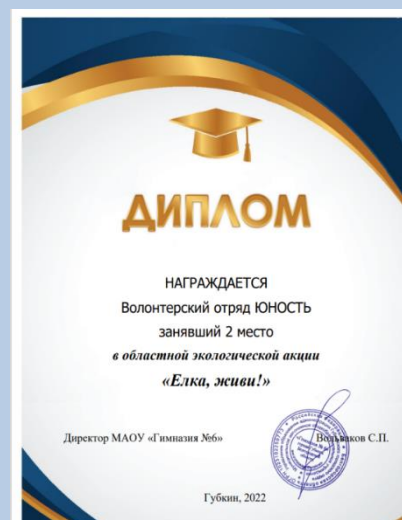 ДИПЛОМ
НАГРАЖДАЕТСЯ
Волонтерский отряд ЮНОСТЬ
занявший 2 место
в областной экологической акции
«Елка, живи!»
Директор МАОУ «Гимназия №6» Вольваков С.П.
Губкин, 2022